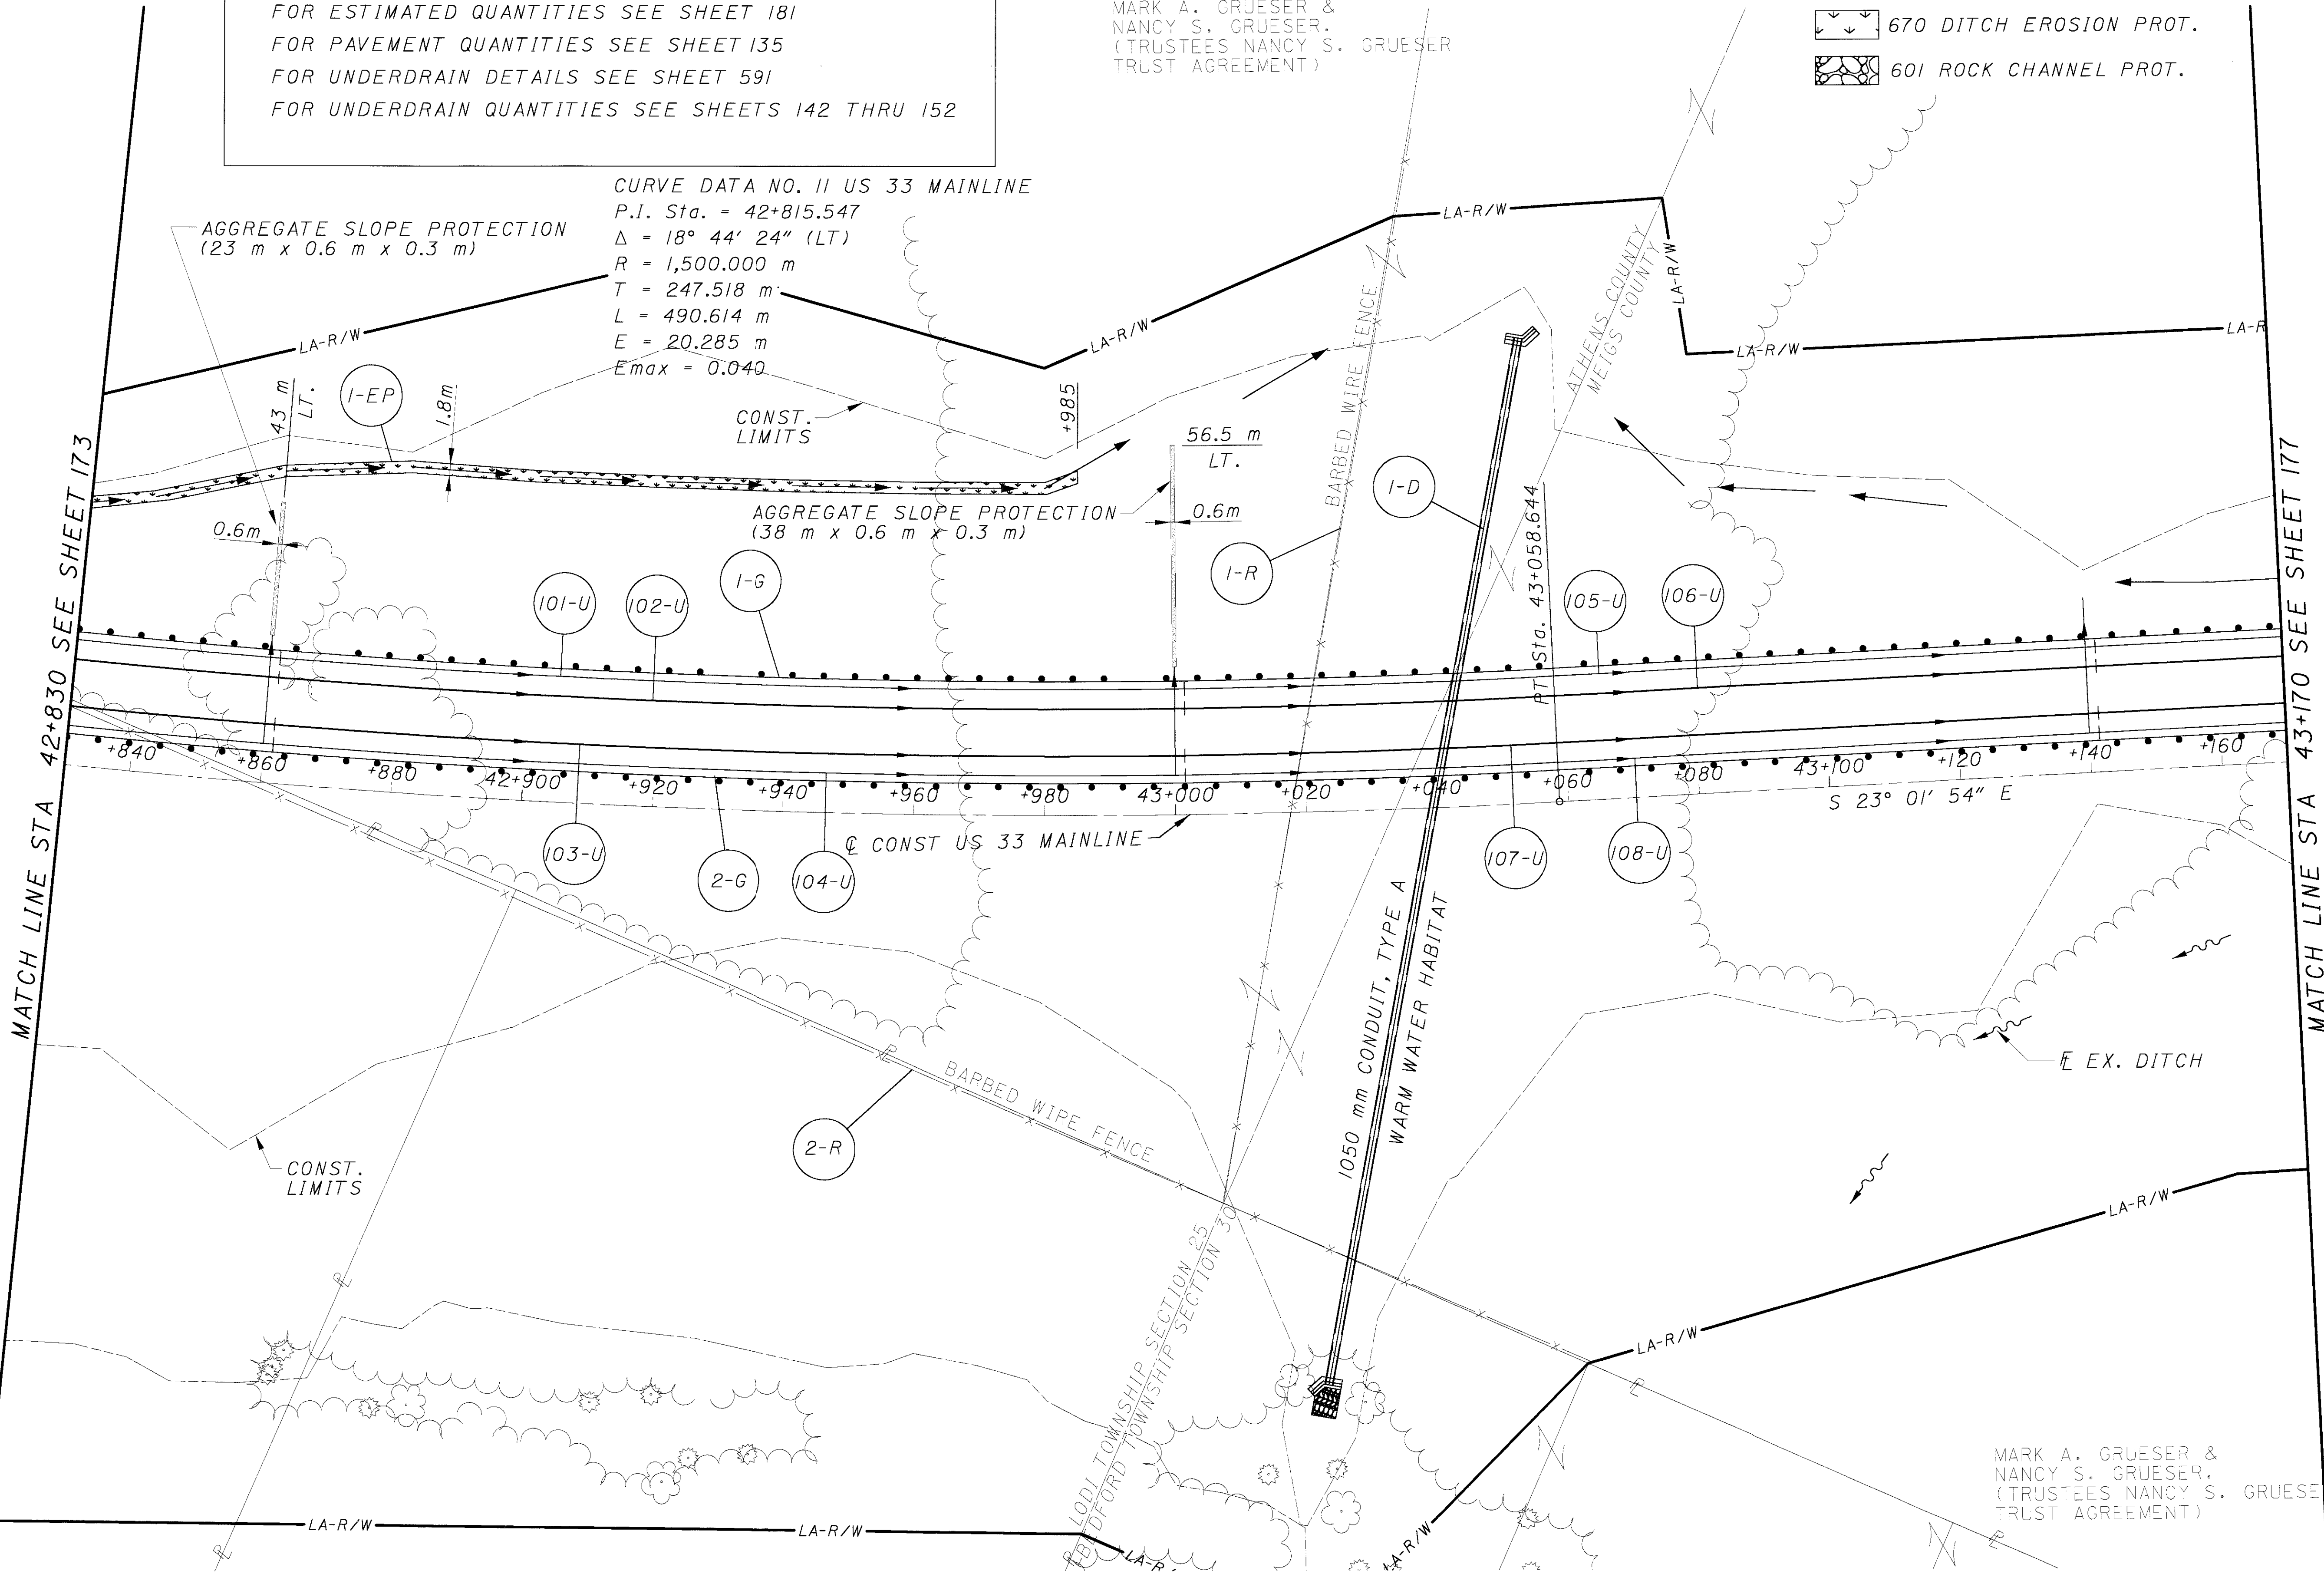 FOR ESTIMATED QUANTITIES SEE SHEET 181
FOR PAVEMENT QUANTITIES SEE SHEET 135
FOR UNDERDRAIN DETAILS SEE SHEET 591
FOR UNDERDRAIN QUANTITIES SEE SHEETS 142 THRU 152
MARK A. GRUESER &
NANCY S. GRUESER.
(TRUSTEES NANCY S. GRUESER
TRUST AGREEMENT)
670 DITCH EROSION PROT.
601 ROCK CHANNEL PROT.
CURVE DATA NO. 11 US 33 MAINLINE
P.I. Sta. = 42+815.547
Δ = 18° 44' 24" (LT)
R = 1,500.000 m
T = 247.518 m
L = 490.614 m
E = 20.285 m
Emax = 0.040
AGGREGATE SLOPE PROTECTION
(23 m x 0.6 m x 0.3 m)
LA-R/W
LA-R/W
LA-R/W
LA-R/W
LA-R/W
LA-R
ATHENS COUNTY
MEIGS COUNTY
BARBED WIRE FENCE
43 m
LT.
1-EP
1.8m
CONST.
LIMITS
+985
56.5 m
LT.
0.6m
AGGREGATE SLOPE PROTECTION
(38 m x 0.6 m x 0.3 m)
0.6m
1-D
1-R
PT Sta. 43+058.644
MATCH LINE STA 42+830 SEE SHEET 173
MATCH LINE STA 43+170 SEE SHEET 177
101-U
102-U
1-G
105-U
106-U
+840
+860
+880
42+900
+920
+940
+960
+980
43+000
+020
+040
+060
+080
43+100
+120
+140
+160
S 23° 01' 54" E
℄ CONST US 33 MAINLINE
103-U
2-G
104-U
107-U
108-U
1050 mm CONDUIT, TYPE A
WARM WATER HABITAT
EX. DITCH
BARBED WIRE FENCE
2-R
CONST.
LIMITS
LODI TOWNSHIP SECTION 25
BEDFORD TOWNSHIP SECTION 30
LA-R/W
LA-R/W
LA-R/W
LA-R/W
LA-R
LA-R/W
MARK A. GRUESER &
NANCY S. GRUESER.
(TRUSTEES NANCY S. GRUESE
TRUST AGREEMENT)